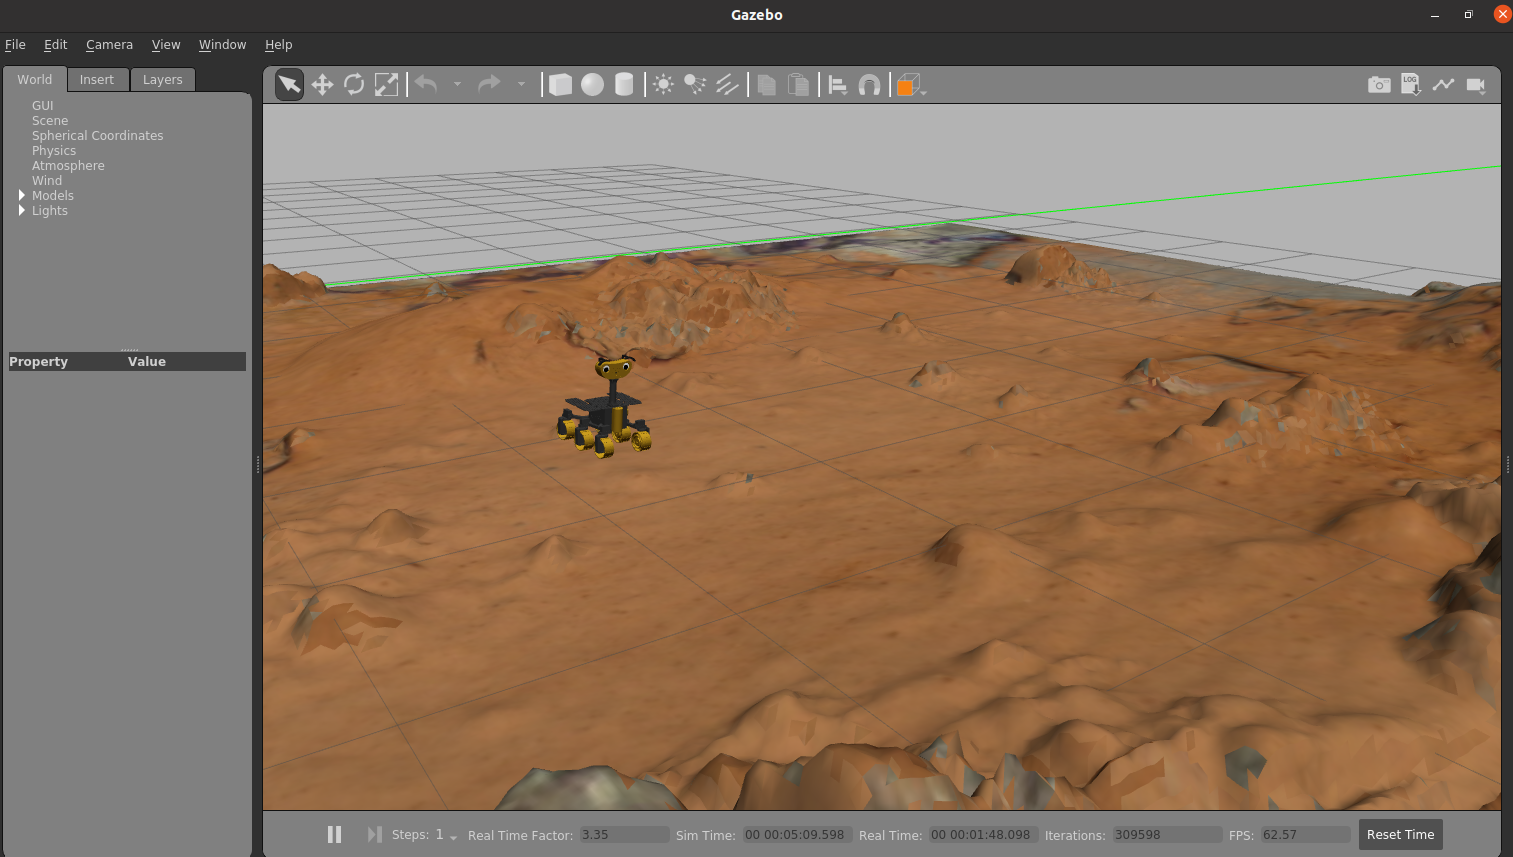 Gazebo
File Edit Camera View Window Help
World Insert Layers
GUI
Scene
Spherical Coordinates
Physics
Atmosphere
Wind
Models
Lights
Property Value
LOG
Steps: 1 Real Time Factor: 3.35 Sim Time: 00 00:05:09.598 Real Time: 00 00:01:48.098 Iterations: 309598 FPS: 62.57 Reset Time